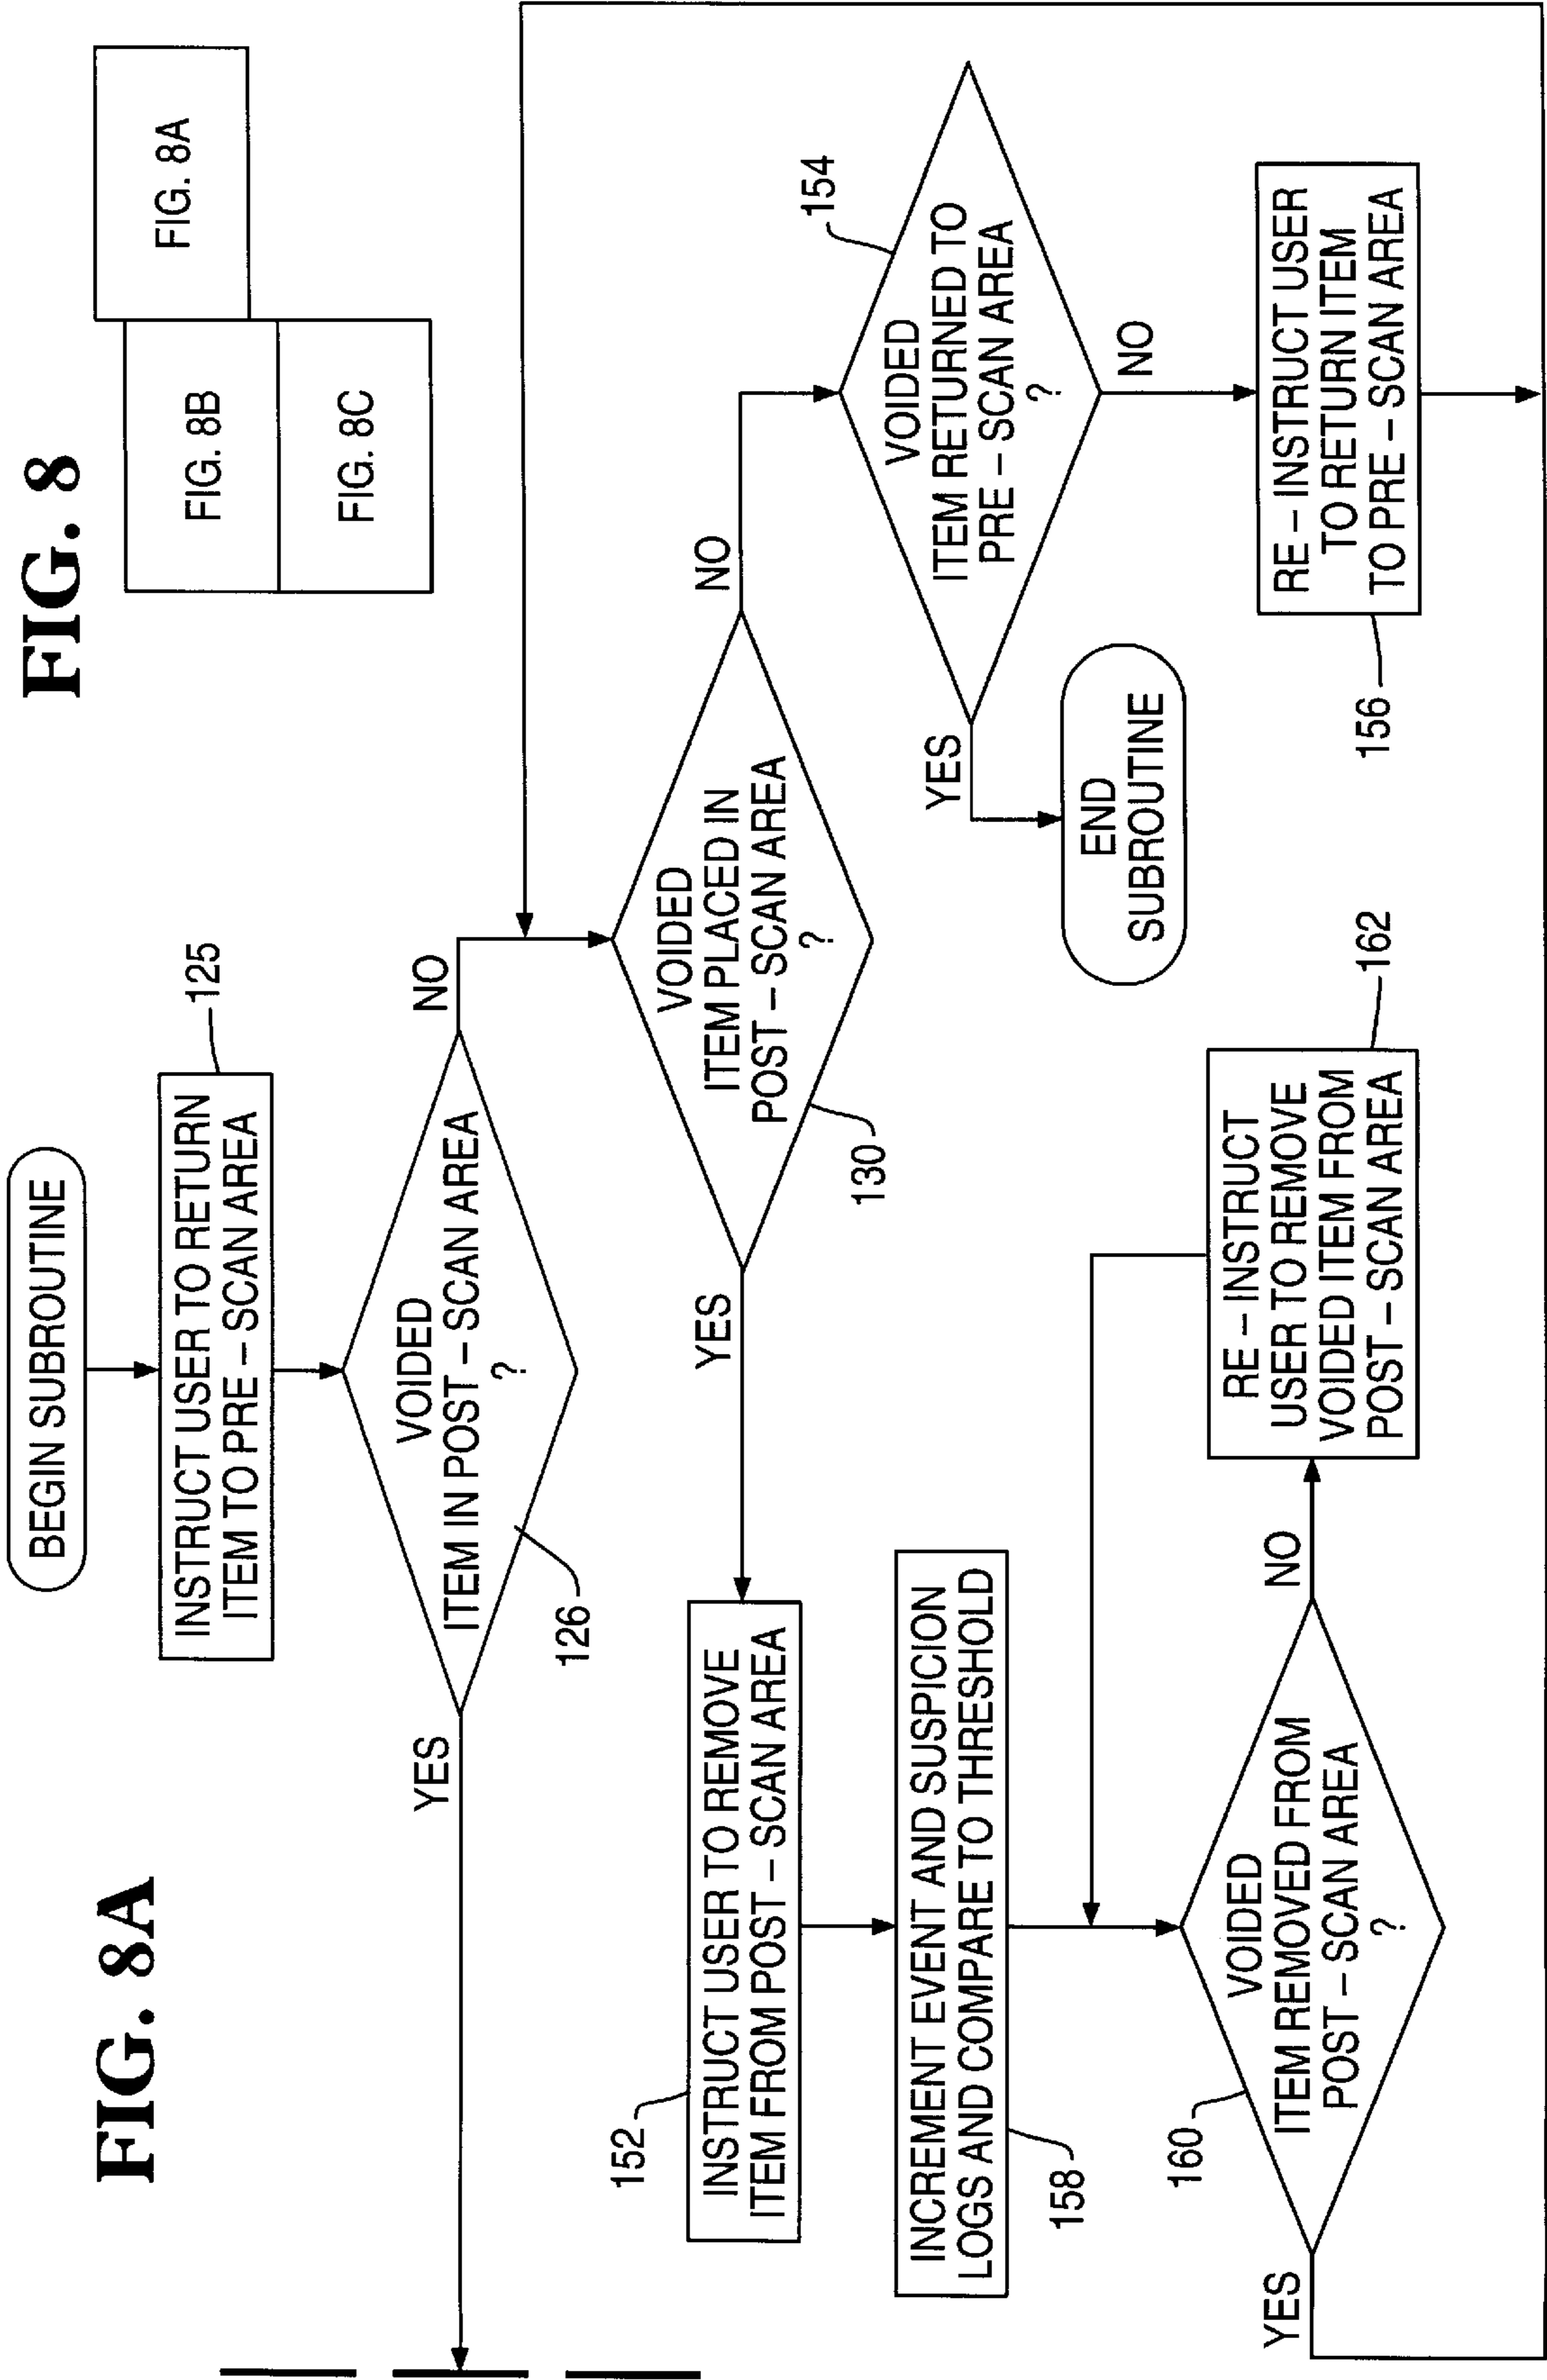 FIG. 8
FIG. 8A
FIG. 8B
FIG. 8C
FIG. 8A
BEGIN SUBROUTINE
INSTRUCT USER TO RETURN
ITEM TO PRE – SCAN AREA
125
VOIDED
ITEM IN POST – SCAN AREA
?
126
YES
NO
VOIDED
ITEM PLACED IN
POST – SCAN AREA
?
130
YES
NO
VOIDED
ITEM RETURNED TO
PRE – SCAN AREA
?
154
YES
NO
END
SUBROUTINE
RE – INSTRUCT USER
TO RETURN ITEM
TO PRE – SCAN AREA
156
INSTRUCT USER TO REMOVE
ITEM FROM POST – SCAN AREA
152
INCREMENT EVENT AND SUSPICION
LOGS AND COMPARE TO THRESHOLD
158
VOIDED
ITEM REMOVED FROM
POST – SCAN AREA
?
160
YES
NO
RE – INSTRUCT
USER TO REMOVE
VOIDED ITEM FROM
POST – SCAN AREA
162